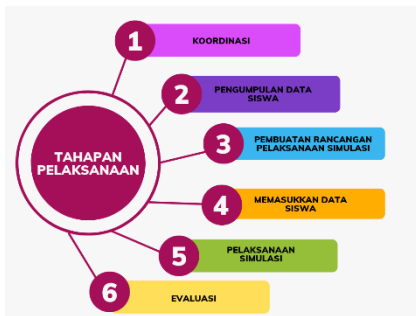 TAHAPAN
PELAKSANAAN
1
KOORDINASI
2
PENGUMPULAN DATA
SISWA
3
PEMBUATAN RANCANGAN
PELAKSANAAN SIMULASI
4
MEMASUKKAN DATA
SISWA
5
PELAKSANAAN
SIMULASI
6
EVALUASI